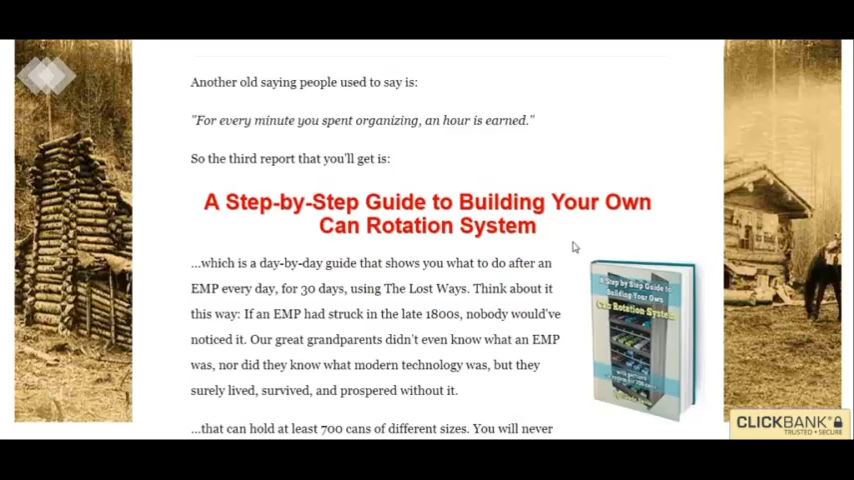 Another old saying people used to say is:
"For every minute you spent organizing, an hour is earned."
So the third report that you'll get is:
A Step-by-Step Guide to Building Your Own
Can Rotation System
...which is a day-by-day guide that shows you what to do after an
EMP every day, for 30 days, using The Lost Ways. Think about it
this way: If an EMP had struck in the late 1800s, nobody would've
noticed it. Our great grandparents didn't even know what an EMP
was, nor did they know what modern technology was, but they
surely lived, survived, and prospered without it.
...that can hold at least 700 cans of different sizes. You will never
A Step by Step Guide to
Building Your Own
Can Rotation System
CLICKBANK®
TRUSTED • SECURE